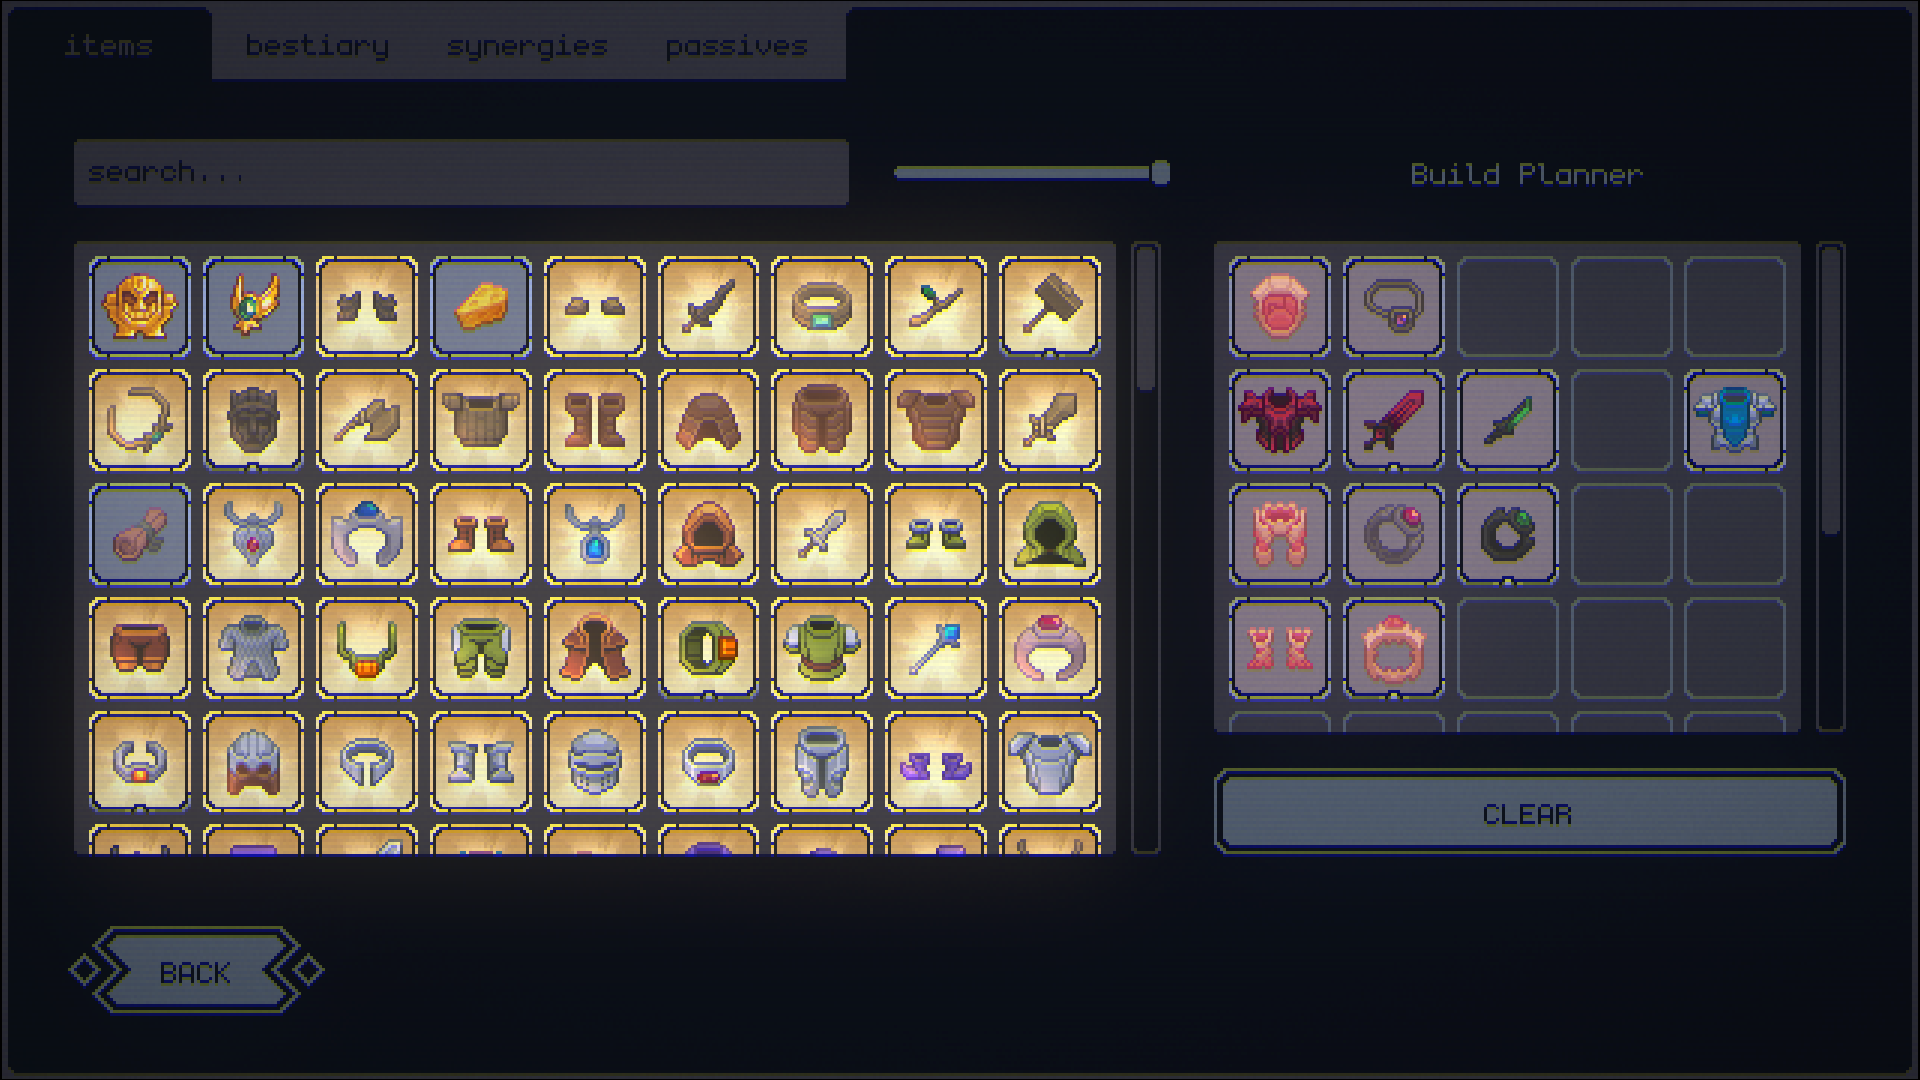 items bestiary synergies passives
search...
Build Planner
CLEAR
BACK